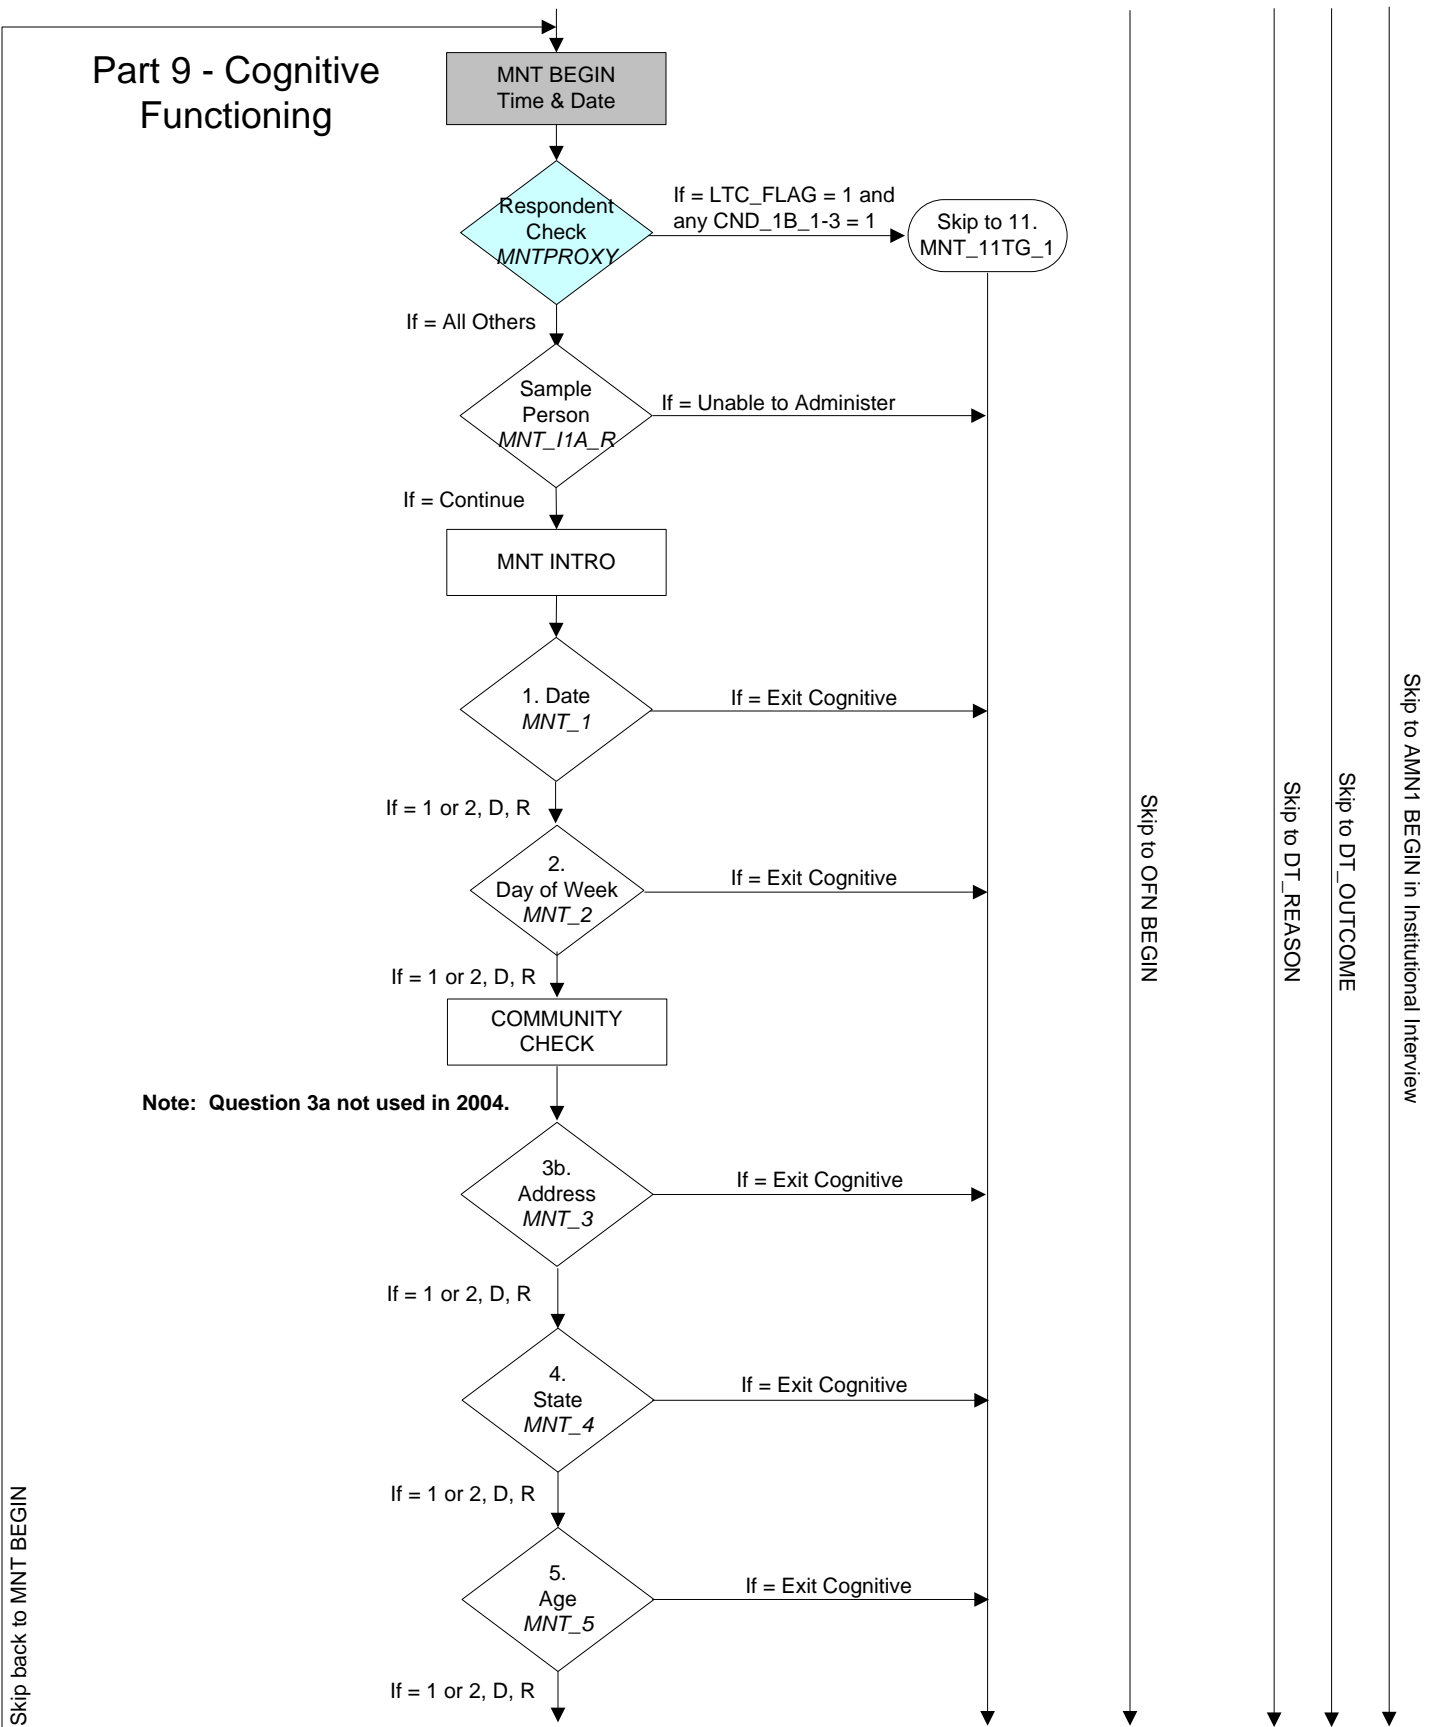 Part 9 - Cognitive
Functioning
MNT BEGIN
Time & Date
Respondent
Check
MNTPROXY
If = LTC_FLAG = 1 and
any CND_1B_1-3 = 1
Skip to 11.
MNT_11TG_1
If = All Others
Sample
Person
MNT_I1A_R
If = Unable to Administer
If = Continue
MNT INTRO
1. Date
MNT_1
If = Exit Cognitive
If = 1 or 2, D, R
2.
Day of Week
MNT_2
If = Exit Cognitive
If = 1 or 2, D, R
COMMUNITY
CHECK
Note:  Question 3a not used in 2004.
3b.
Address
MNT_3
If = Exit Cognitive
If = 1 or 2, D, R
4.
State
MNT_4
If = Exit Cognitive
If = 1 or 2, D, R
5.
Age
MNT_5
If = Exit Cognitive
If = 1 or 2, D, R
Skip back to MNT BEGIN
Skip to OFN BEGIN
Skip to DT_REASON
Skip to DT_OUTCOME
Skip to AMN1 BEGIN in Institutional Interview